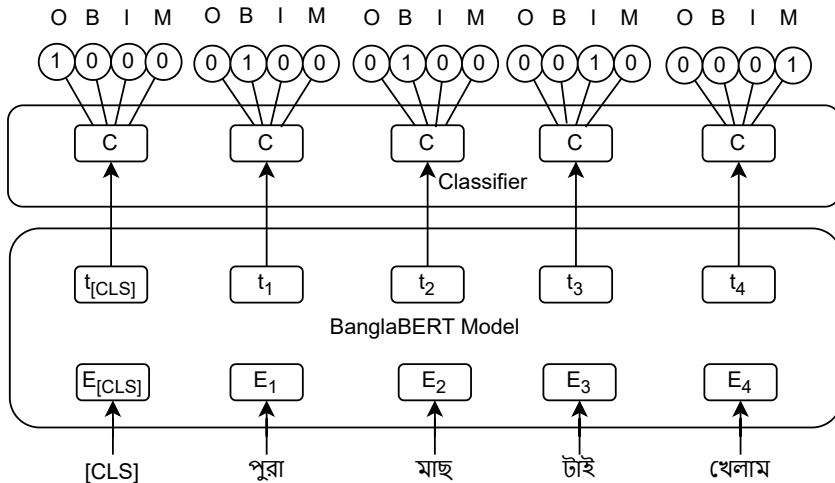 O B I M O B I M O B I M O B I M O B I M
1 0 0 0 0 1 0 0 0 1 0 0 0 0 1 0 0 0 0 1
C C C C C
Classifier
t[CLS] t1 t2 t3 t4
BanglaBERT Model
E[CLS] E1 E2 E3 E4
[CLS] পুরা মাছ টাই খেলাম